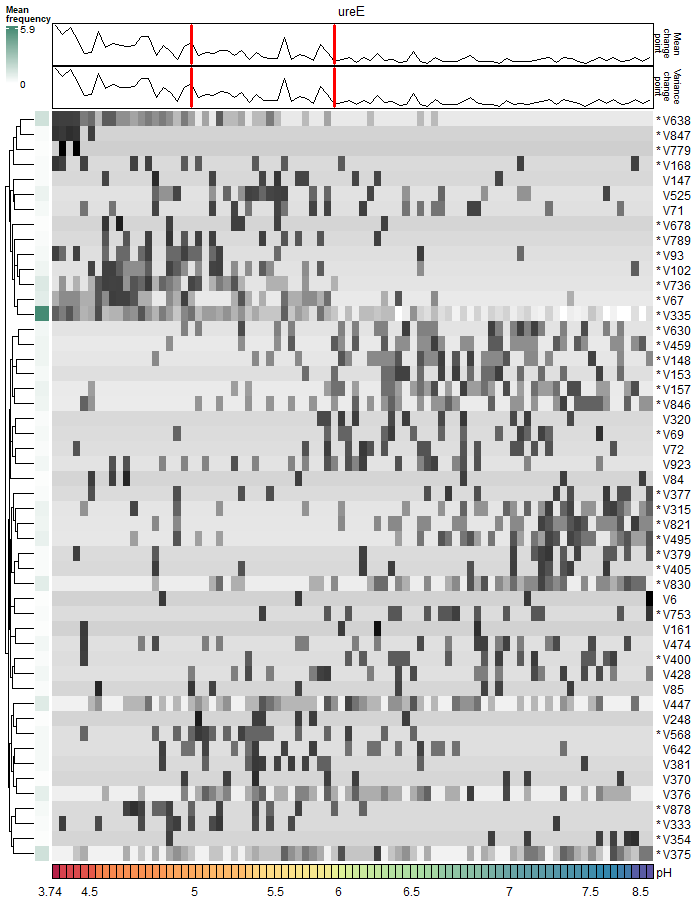 ureE
Mean
frequency
5.9
0
Mean
change
point
Variance
change
point
*V638
*V847
*V779
*V168
V147
V525
V71
*V678
*V789
*V93
*V102
*V736
*V67
*V335
*V630
*V459
*V148
*V153
*V157
*V846
V320
*V69
V72
V923
V84
*V377
*V315
*V821
*V495
*V379
*V405
*V830
V6
*V753
V161
V474
*V400
V428
V85
V447
V248
*V568
V642
V381
V370
V376
*V878
*V333
*V354
*V375
pH
3.74 4.5 5 5.5 6 6.5 7 7.5 8.5